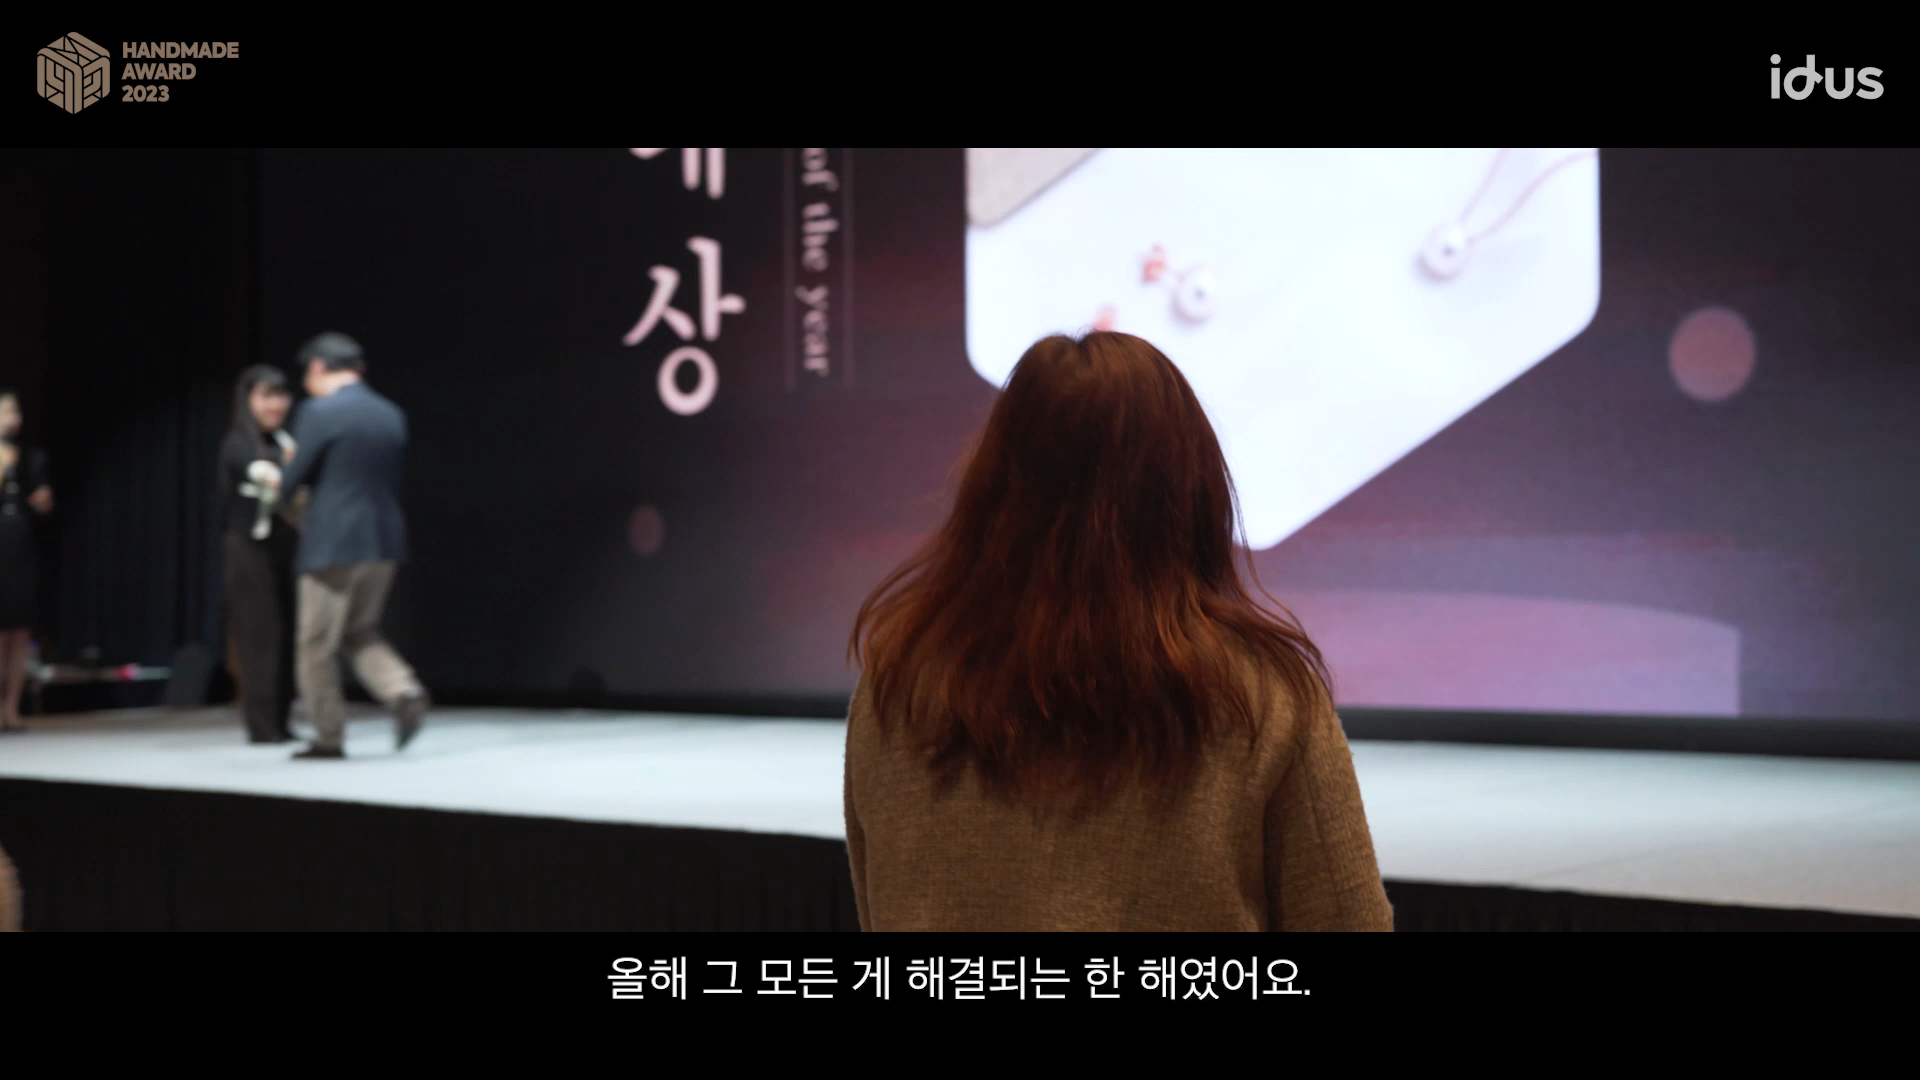 HANDMADE
AWARD
2023
idus
상
of the year
올해 그 모든 게 해결되는 한 해였어요.